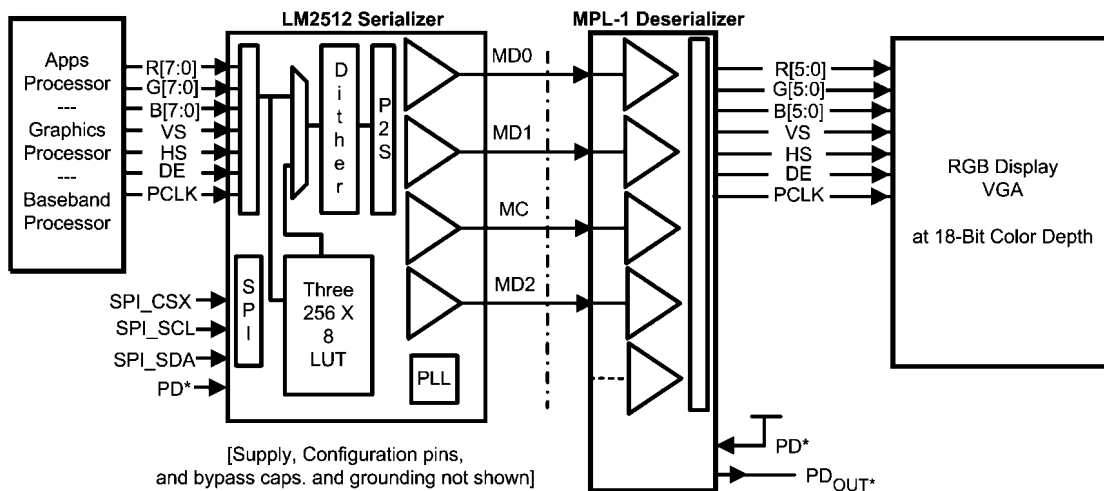 LM2512 Serializer
MPL-1 Deserializer
Apps
Processor
---
Graphics
Processor
---
Baseband
Processor
R[7:0]
G[7:0]
B[7:0]
VS
HS
DE
PCLK
SPI_CSX
SPI_SCL
SPI_SDA
PD*
Dither
P2S
SPI
Three
256 X
8
LUT
PLL
MD0
MD1
MC
MD2
R[5:0]
G[5:0]
B[5:0]
VS
HS
DE
PCLK
RGB Display
VGA
at 18-Bit Color Depth
PD*
PDOUT*
[Supply, Configuration pins,
and bypass caps. and grounding not shown]